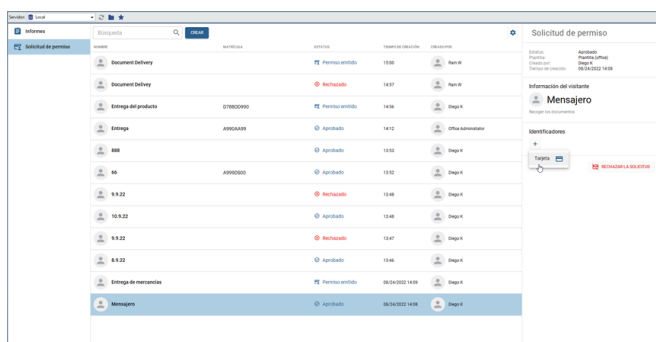 Servidor: Local
Informes
Solicitud de permiso
Búsqueda
CREAR
NOMBRE MATRÍCULA ESTATUS TIEMPO DE CREACIÓN CREADO POR
Document Delivery Permiso emitido 15:00 Rain W
Document Delivey Rechazado 14:37 Rain W
Entrega del producto Permiso emitido 14:36 Diego K
Entrega A990AA99 Aprobado 14:12 Office Administrator
888 Aprobado 13:53 Diego K
66 Aprobado 13:52 Diego K
9.9.22 Rechazado 13:48 Diego K
10.9.22 Aprobado 13:48 Diego K
9.9.22 Rechazado 13:47 Diego K
8.9.22 Aprobado 13:46 Diego K
Entrega de mercancías Permiso emitido 08/24/2022 14:09 Diego K
Mensajero Aprobado 08/24/2022 14:08 Diego K
Solicitud de permiso
Estatus: Aprobado
Plantilla: Plantilla (office)
Creado por: Diego K
Tiempo de creación: 08/24/2022 14:08
Información del visitante
Mensajero
Recoger los documentos
Identificadores
+
Tarjeta
RECHAZAR LA SOLICITUD